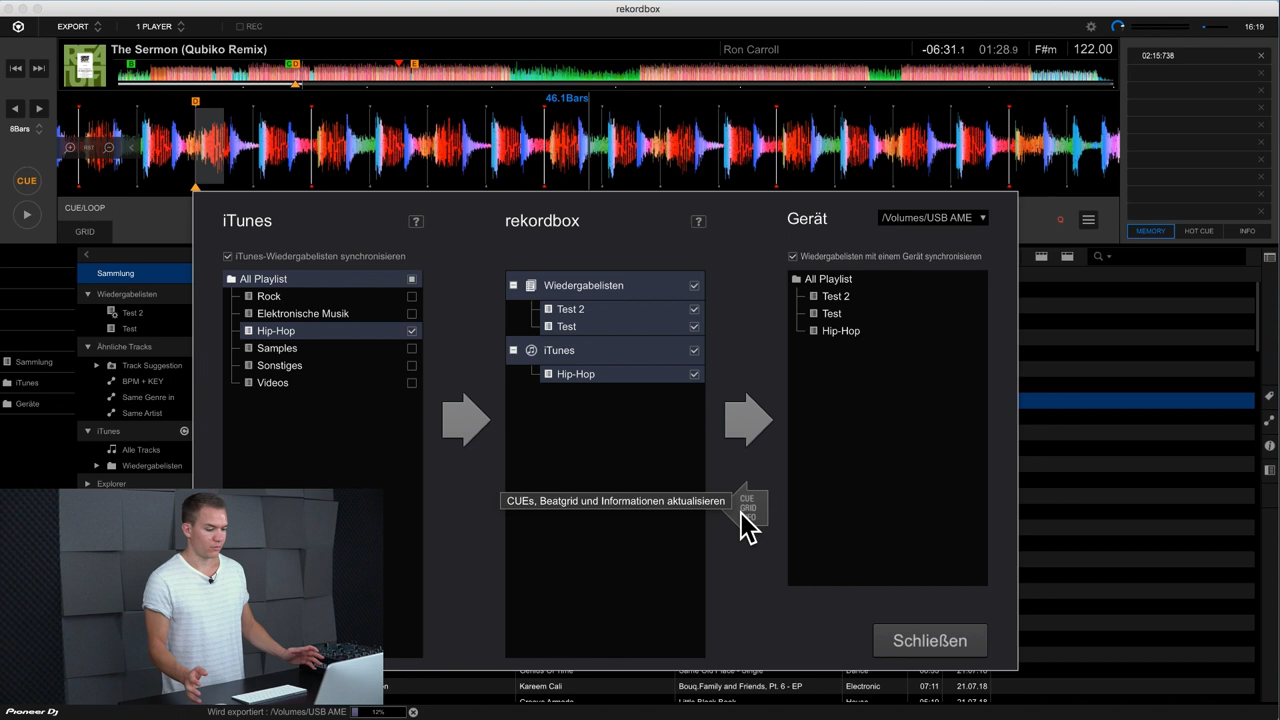 rekordbox
EXPORT
1 PLAYER
REC
16:19
The Sermon (Qubiko Remix)
Ron Carroll
-06:31.1
01:28.9
F#m
122.00
02:15:738
B
C
D
E
46.1Bars
D
8Bars
RST
CUE
CUE/LOOP
GRID
MEMORY
HOT CUE
INFO
iTunes
?
rekordbox
?
Gerät
/Volumes/USB AME
Q
iTunes-Wiedergabelisten synchronisieren
Wiedergabelisten mit einem Gerät synchronisieren
All Playlist
Rock
Elektronische Musik
Hip-Hop
Samples
Sonstiges
Videos
Wiedergabelisten
Test 2
Test
iTunes
Hip-Hop
All Playlist
Test 2
Test
Hip-Hop
Sammlung
Wiedergabelisten
Test 2
Test
Ähnliche Tracks
Track Suggestion
BPM + KEY
Same Genre in
Same Artist
iTunes
Alle Tracks
Wiedergabelisten
Explorer
Sammlung
iTunes
Geräte
CUEs, Beatgrid und Informationen aktualisieren
CUE
GRID
Schließen
Kareem Cali
Bouq.Family and Friends, Pt. 6 - EP
Electronic
07:11
21.07.18
Pioneer Dj
Wird exportiert : /Volumes/USB AME
12%